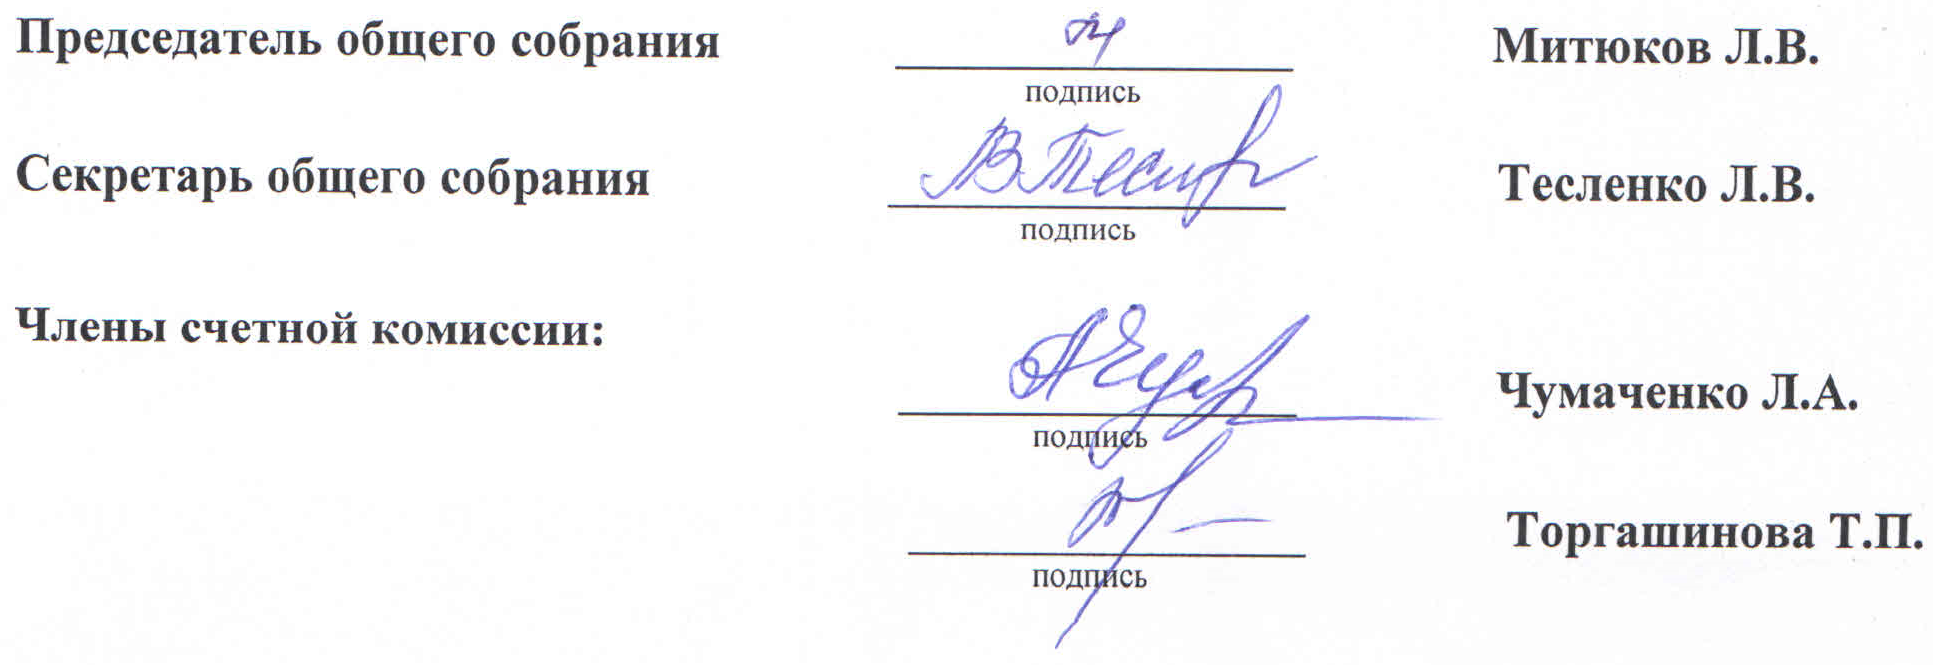 Председатель общего собрания Митюков Л.В.
подпись
Секретарь общего собрания Тесленко Л.В.
подпись
Члены счетной комиссии:
Чумаченко Л.А.
подпись
Торгашинова Т.П.
подпись